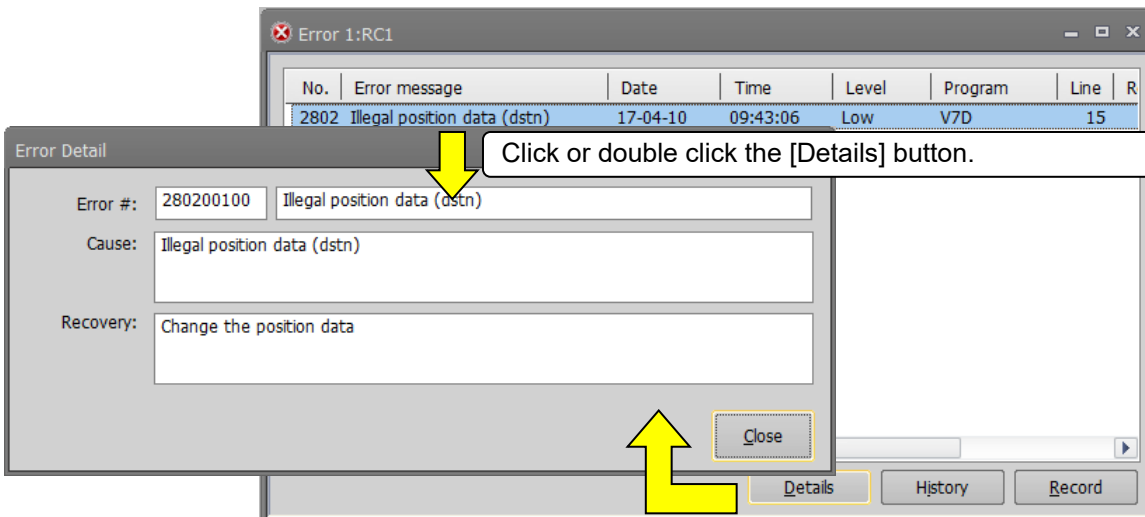 Error 1:RC1
No. Error message Date Time Level Program Line R
2802 Illegal position data (dstn) 17-04-10 09:43:06 Low V7D 15
Click or double click the [Details] button.
Error Detail
Error #: 280200100 Illegal position data (dstn)
Cause: Illegal position data (dstn)
Recovery: Change the position data
Close
Details History Record